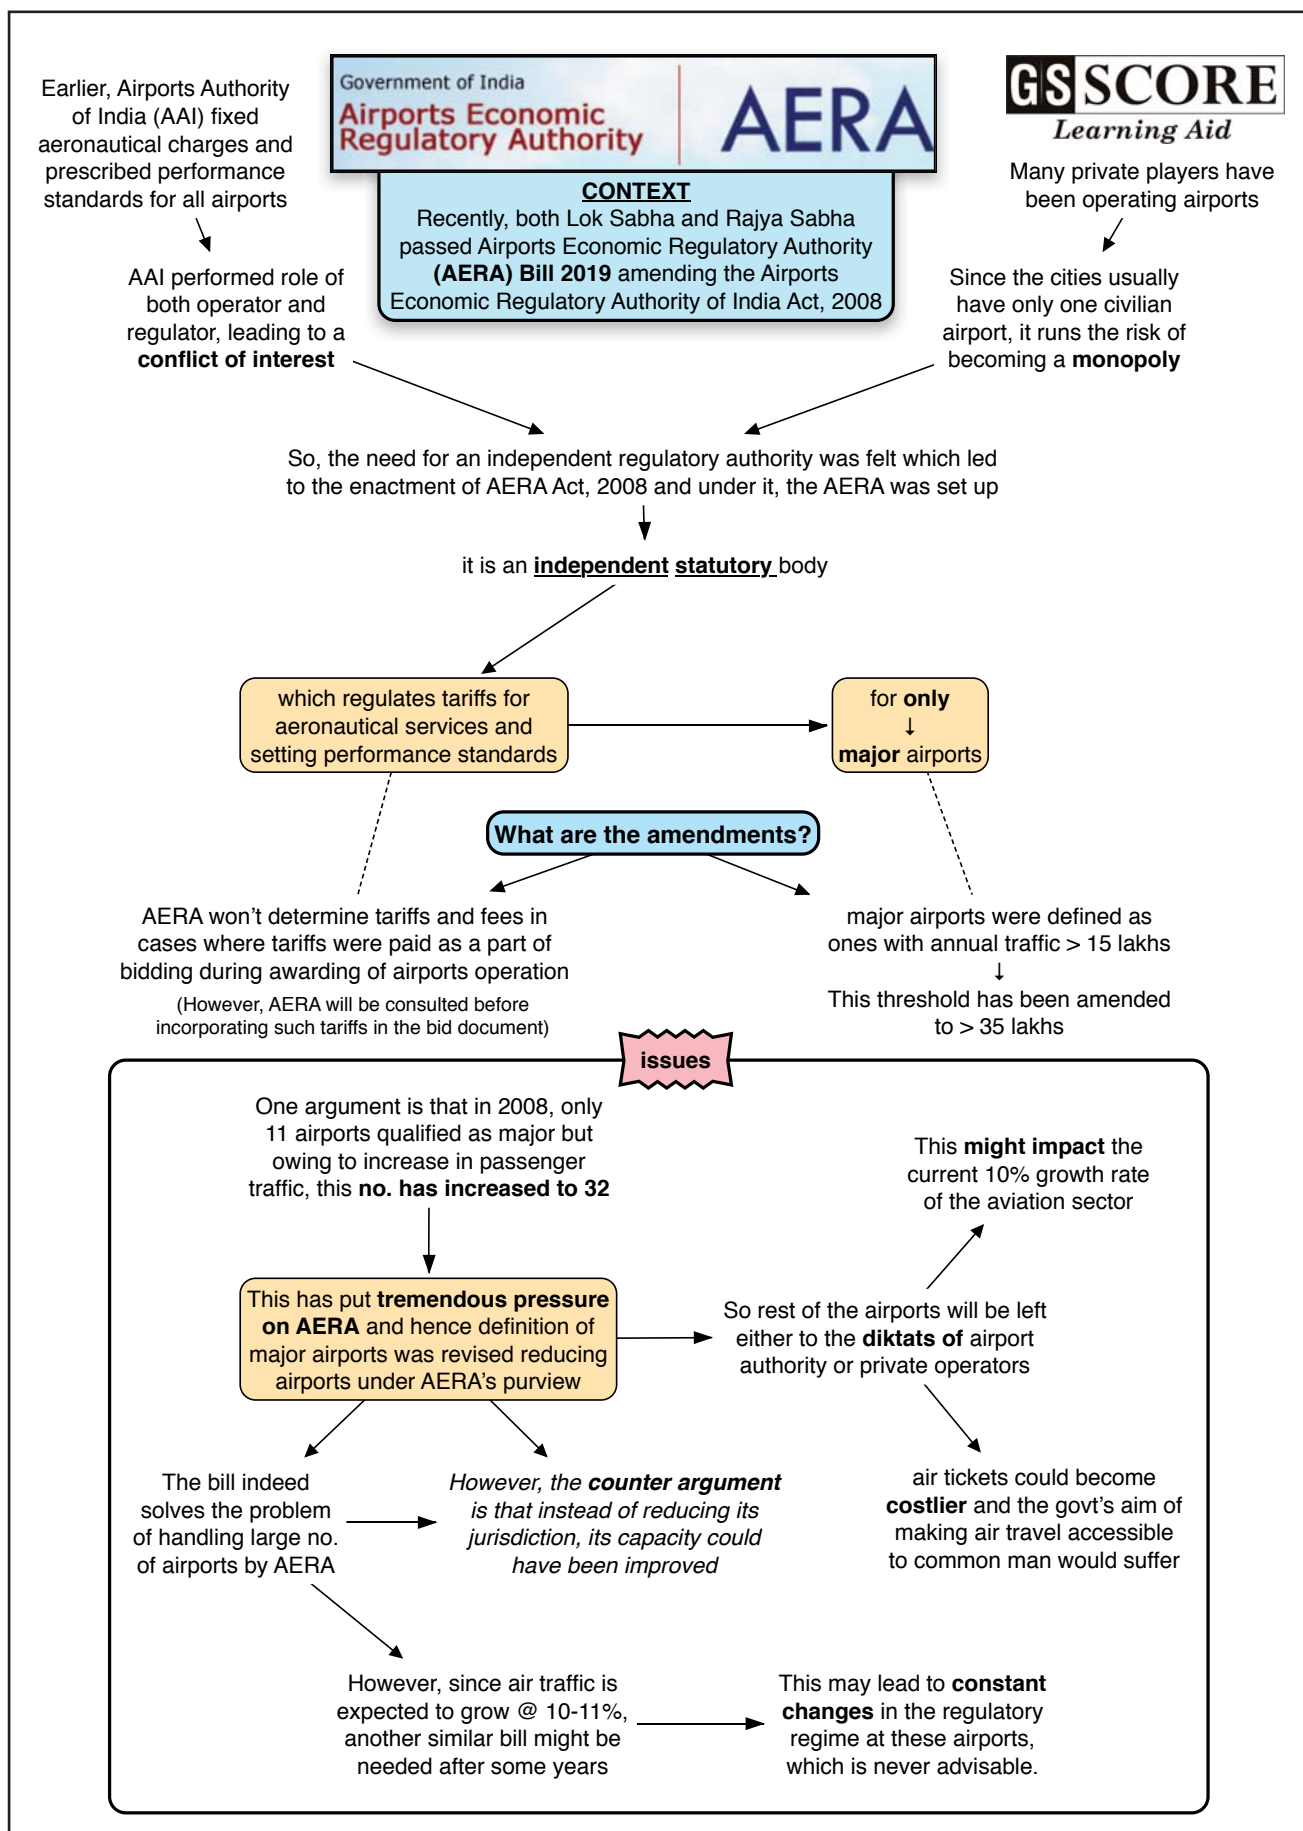 Earlier, Airports Authority
of India (AAI) fixed
aeronautical charges and
prescribed performance
standards for all airports
AAI performed role of
both operator and
regulator, leading to a
conflict of interest
Government of India
Airports Economic
Regulatory Authority
AERA
CONTEXT
Recently, both Lok Sabha and Rajya Sabha
passed Airports Economic Regulatory Authority
(AERA) Bill 2019 amending the Airports
Economic Regulatory Authority of India Act, 2008
GS SCORE
Learning Aid
Many private players have
been operating airports
Since the cities usually
have only one civilian
airport, it runs the risk of
becoming a monopoly
So, the need for an independent regulatory authority was felt which led
to the enactment of AERA Act, 2008 and under it, the AERA was set up
it is an independent statutory body
which regulates tariffs for
aeronautical services and
setting performance standards
for only
↓
major airports
What are the amendments?
AERA won't determine tariffs and fees in
cases where tariffs were paid as a part of
bidding during awarding of airports operation
(However, AERA will be consulted before
incorporating such tariffs in the bid document)
major airports were defined as
ones with annual traffic > 15 lakhs
↓
This threshold has been amended
to > 35 lakhs
issues
One argument is that in 2008, only
11 airports qualified as major but
owing to increase in passenger
traffic, this no. has increased to 32
This has put tremendous pressure
on AERA and hence definition of
major airports was revised reducing
airports under AERA's purview
This might impact the
current 10% growth rate
of the aviation sector
So rest of the airports will be left
either to the diktats of airport
authority or private operators
air tickets could become
costlier and the govt's aim of
making air travel accessible
to common man would suffer
The bill indeed
solves the problem
of handling large no.
of airports by AERA
However, the counter argument
is that instead of reducing its
jurisdiction, its capacity could
have been improved
However, since air traffic is
expected to grow @ 10-11%,
another similar bill might be
needed after some years
This may lead to constant
changes in the regulatory
regime at these airports,
which is never advisable.